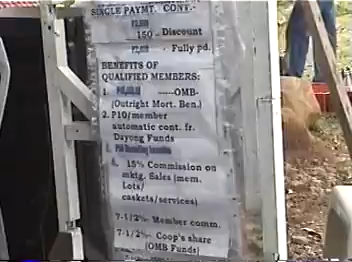 SINGLE PAYMT. CONT.-
150 - Discount
- Fully pd.
BENEFITS OF
QUALIFIED MEMBERS:
1. -----OMB-
(Outright Mort. Ben.)
2. P10/member
automatic cont. fr.
Dayong Funds
3.
15% Commission on
mktg. Sales (mem.
Lots/
caskets/services)
7-1/2%- Member comm.
7-1/2%- Coop's share
(OMB Funds)